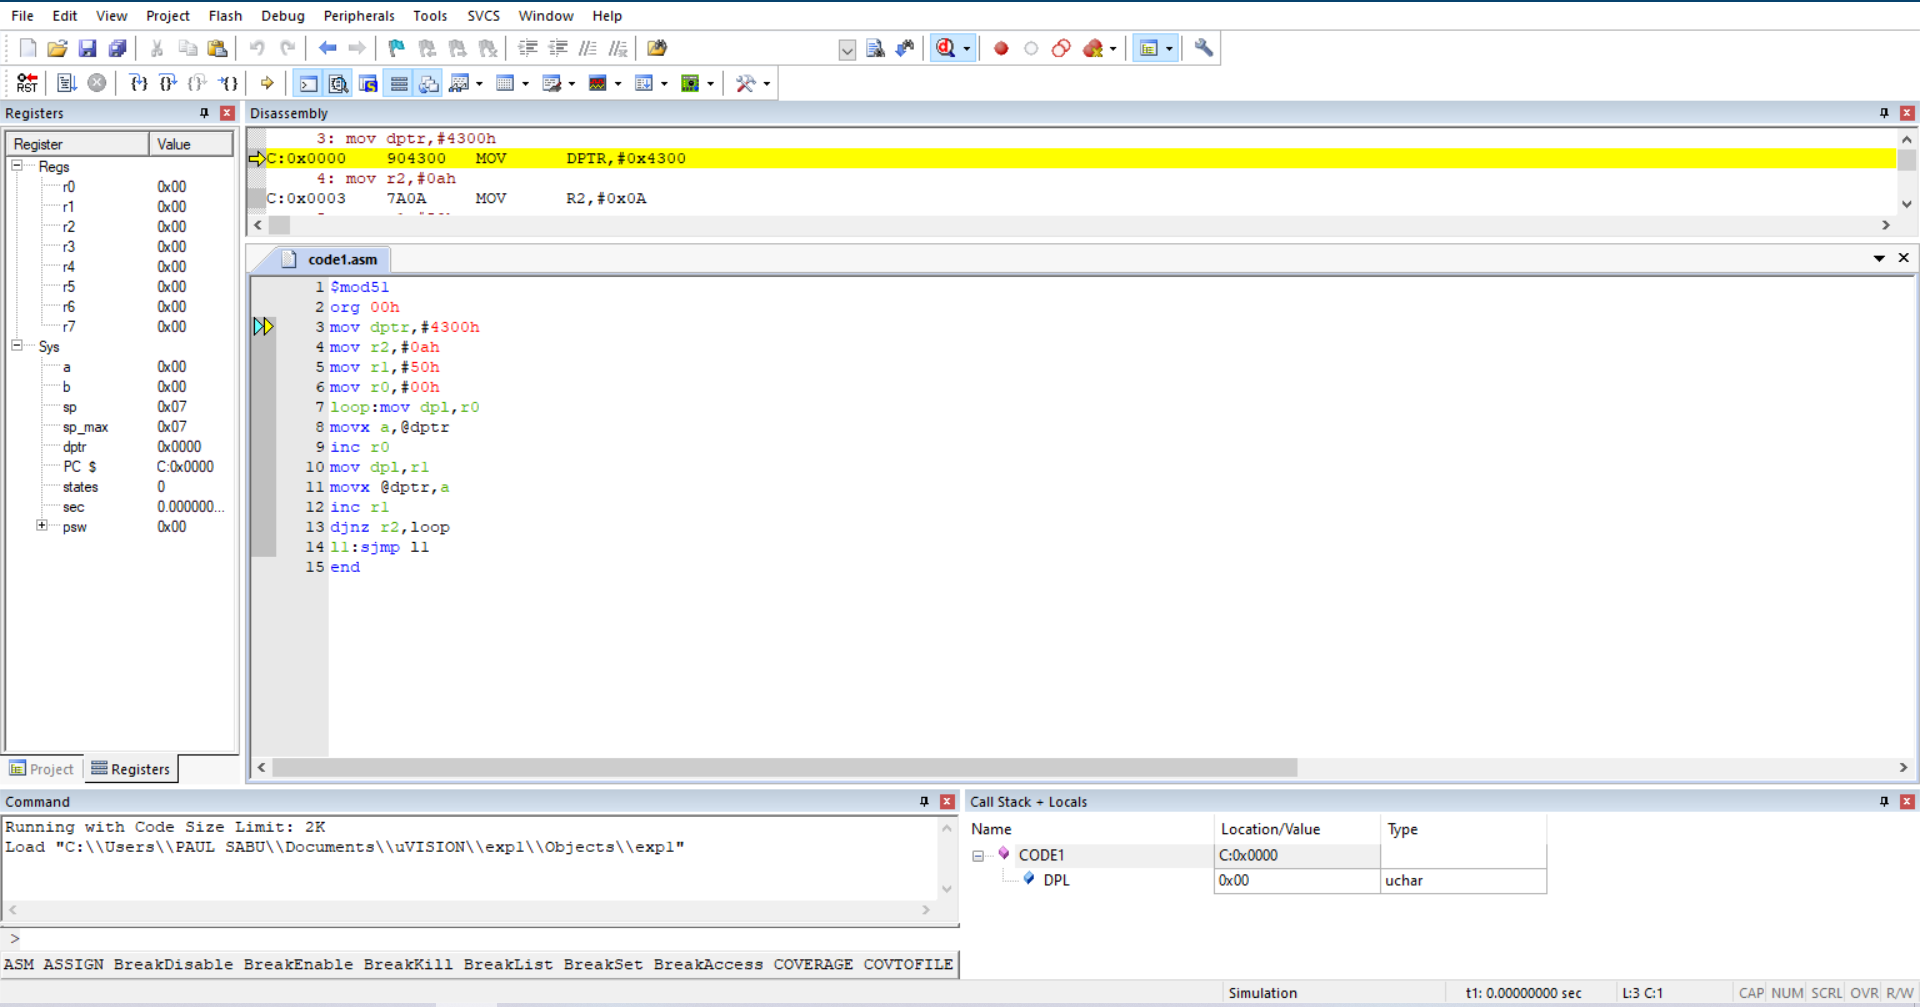 File Edit View Project Flash Debug Peripherals Tools SVCS Window Help
RST
Registers
Register Value
Regs
r0 0x00
r1 0x00
r2 0x00
r3 0x00
r4 0x00
r5 0x00
r6 0x00
r7 0x00
Sys
a 0x00
b 0x00
sp 0x07
sp_max 0x07
dptr 0x0000
PC $ C:0x0000
states 0
sec 0.000000...
psw 0x00
Project Registers
Disassembly
3: mov dptr,#4300h
C:0x0000 904300 MOV DPTR,#0x4300
4: mov r2,#0ah
C:0x0003 7A0A MOV R2,#0x0A
code1.asm
1 $mod51
2 org 00h
3 mov dptr,#4300h
4 mov r2,#0ah
5 mov r1,#50h
6 mov r0,#00h
7 loop:mov dpl,r0
8 movx a,@dptr
9 inc r0
10 mov dpl,r1
11 movx @dptr,a
12 inc r1
13 djnz r2,loop
14 l1:sjmp l1
15 end
Command
Running with Code Size Limit: 2K
Load "C:\\Users\\PAUL SABU\\Documents\\uVISION\\exp1\\Objects\\exp1"
>
ASM ASSIGN BreakDisable BreakEnable BreakKill BreakList BreakSet BreakAccess COVERAGE COVTOFILE
Call Stack + Locals
Name Location/Value Type
CODE1 C:0x0000
DPL 0x00 uchar
Simulation t1: 0.00000000 sec L:3 C:1 CAP NUM SCRL OVR R/W